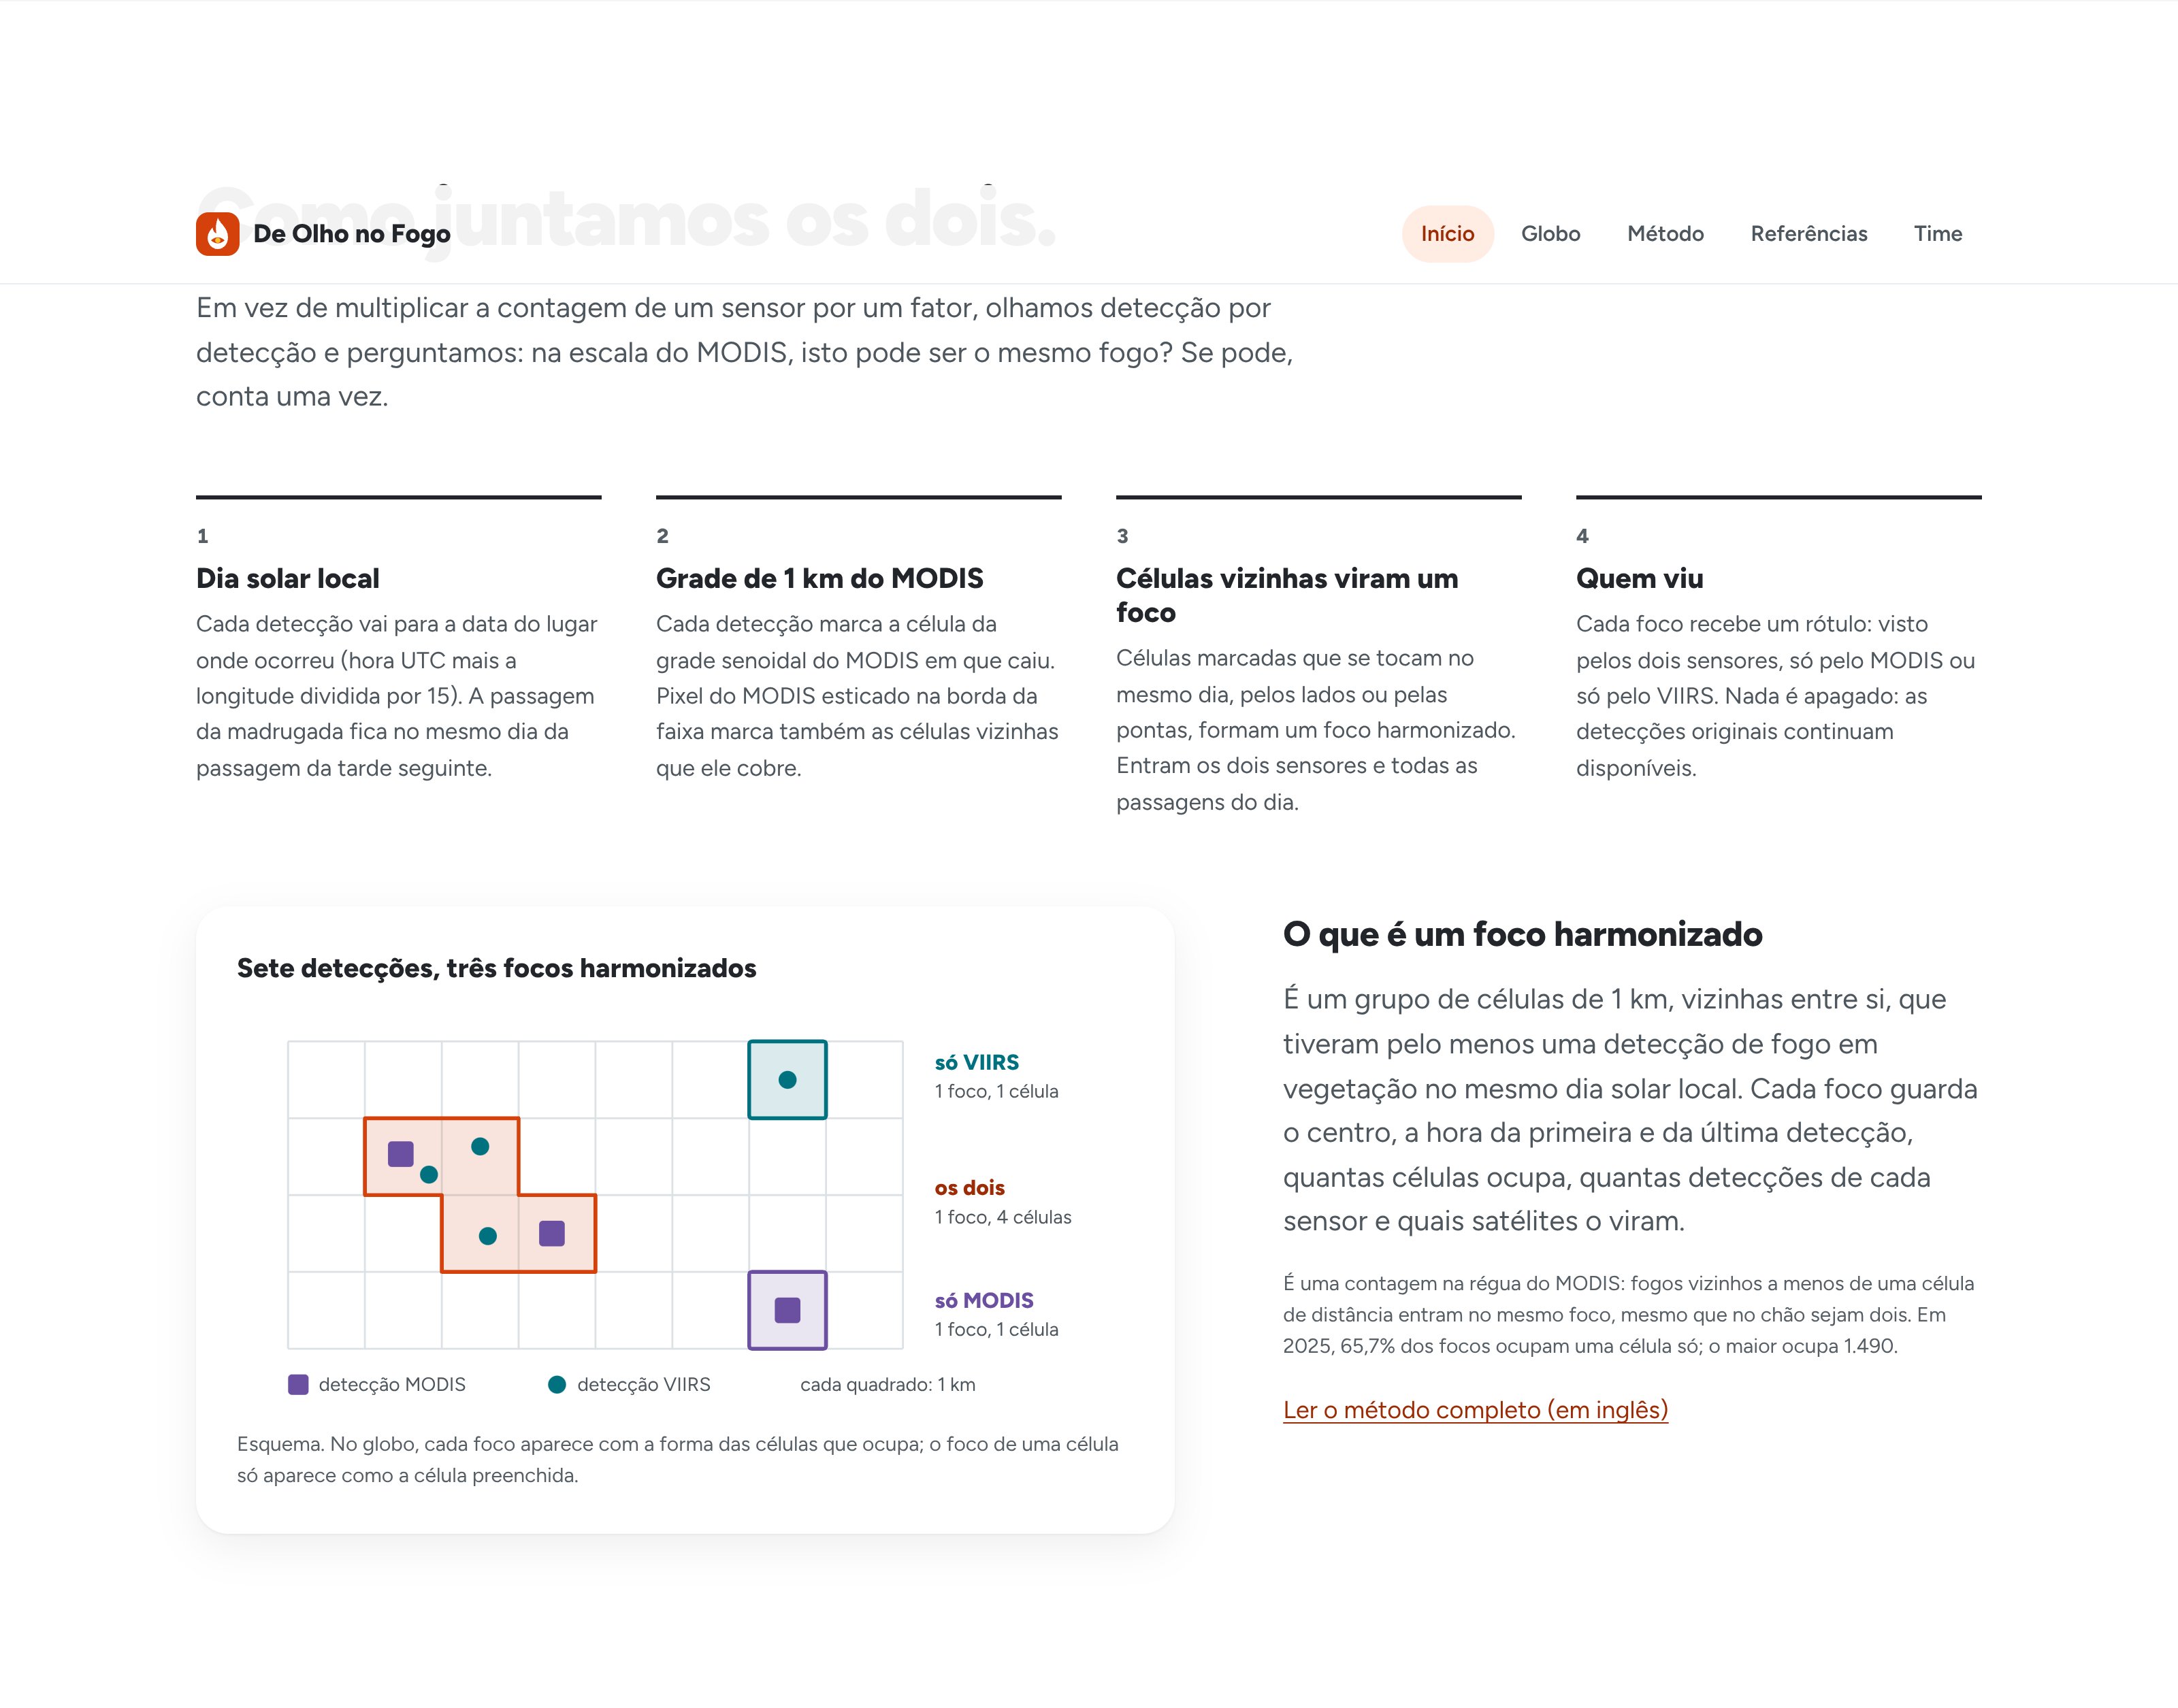 Como juntamos os dois.
De Olho no Fogo
Início
Globo
Método
Referências
Time
Em vez de multiplicar a contagem de um sensor por um fator, olhamos detecção por
detecção e perguntamos: na escala do MODIS, isto pode ser o mesmo fogo? Se pode,
conta uma vez.
1
Dia solar local
Cada detecção vai para a data do lugar
onde ocorreu (hora UTC mais a
longitude dividida por 15). A passagem
da madrugada fica no mesmo dia da
passagem da tarde seguinte.
2
Grade de 1 km do MODIS
Cada detecção marca a célula da
grade senoidal do MODIS em que caiu.
Pixel do MODIS esticado na borda da
faixa marca também as células vizinhas
que ele cobre.
3
Células vizinhas viram um
foco
Células marcadas que se tocam no
mesmo dia, pelos lados ou pelas
pontas, formam um foco harmonizado.
Entram os dois sensores e todas as
passagens do dia.
4
Quem viu
Cada foco recebe um rótulo: visto
pelos dois sensores, só pelo MODIS ou
só pelo VIIRS. Nada é apagado: as
detecções originais continuam
disponíveis.
Sete detecções, três focos harmonizados
só VIIRS
1 foco, 1 célula
os dois
1 foco, 4 células
só MODIS
1 foco, 1 célula
detecção MODIS
detecção VIIRS
cada quadrado: 1 km
Esquema. No globo, cada foco aparece com a forma das células que ocupa; o foco de uma célula
só aparece como a célula preenchida.
O que é um foco harmonizado
É um grupo de células de 1 km, vizinhas entre si, que
tiveram pelo menos uma detecção de fogo em
vegetação no mesmo dia solar local. Cada foco guarda
o centro, a hora da primeira e da última detecção,
quantas células ocupa, quantas detecções de cada
sensor e quais satélites o viram.
É uma contagem na régua do MODIS: fogos vizinhos a menos de uma célula
de distância entram no mesmo foco, mesmo que no chão sejam dois. Em
2025, 65,7% dos focos ocupam uma célula só; o maior ocupa 1.490.
Ler o método completo (em inglês)